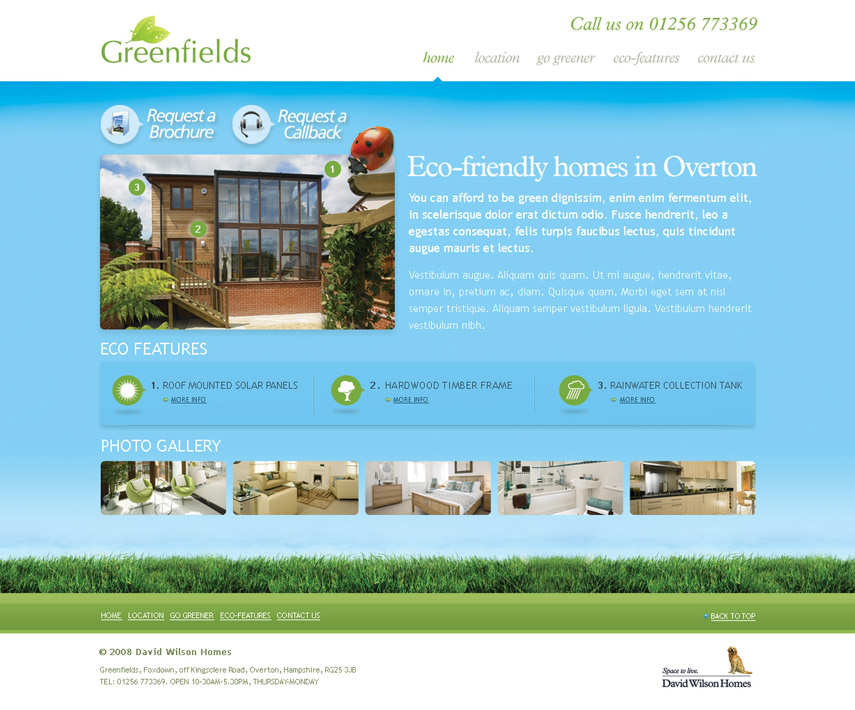 Greenfields
Call us on 01256 773369
home location go greener eco-features contact us
Request a
Brochure
Request a
Callback
1
3
2
Eco-friendly homes in Overton
You can afford to be green dignissim, enim enim fermentum elit,
in scelerisque dolor erat dictum odio. Fusce hendrerit, leo a
egestas consequat, felis turpis faucibus lectus, quis tincidunt
augue mauris et lectus.
Vestibulum augue. Aliquam quis quam. Ut mi augue, hendrerit vitae,
ornare in, pretium ac, diam. Quisque quam. Morbi eget sem at nisl
semper tristique. Aliquam semper vestibulum ligula. Vestibulum hendrerit
vestibulum nibh.
ECO FEATURES
1. ROOF MOUNTED SOLAR PANELS
MORE INFO
2. HARDWOOD TIMBER FRAME
MORE INFO
3. RAINWATER COLLECTION TANK
MORE INFO
PHOTO GALLERY
HOME LOCATION GO GREENER ECO-FEATURES CONTACT US
BACK TO TOP
© 2008 David Wilson Homes
Greenfields, Foxdown, off Kingsclere Road, Overton, Hampshire, RG25 3JB
TEL: 01256 773369. OPEN 10-30AM-5.30PM, THURSDAY-MONDAY
Space to live.
David Wilson Homes